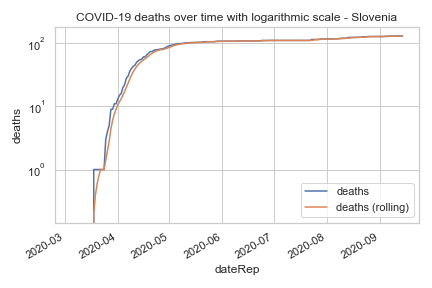 COVID-19 deaths over time with logarithmic scale - Slovenia
10²
10¹
10⁰
deaths
deaths
deaths (rolling)
2020-03
2020-04
2020-05
2020-06
2020-07
2020-08
2020-09
dateRep